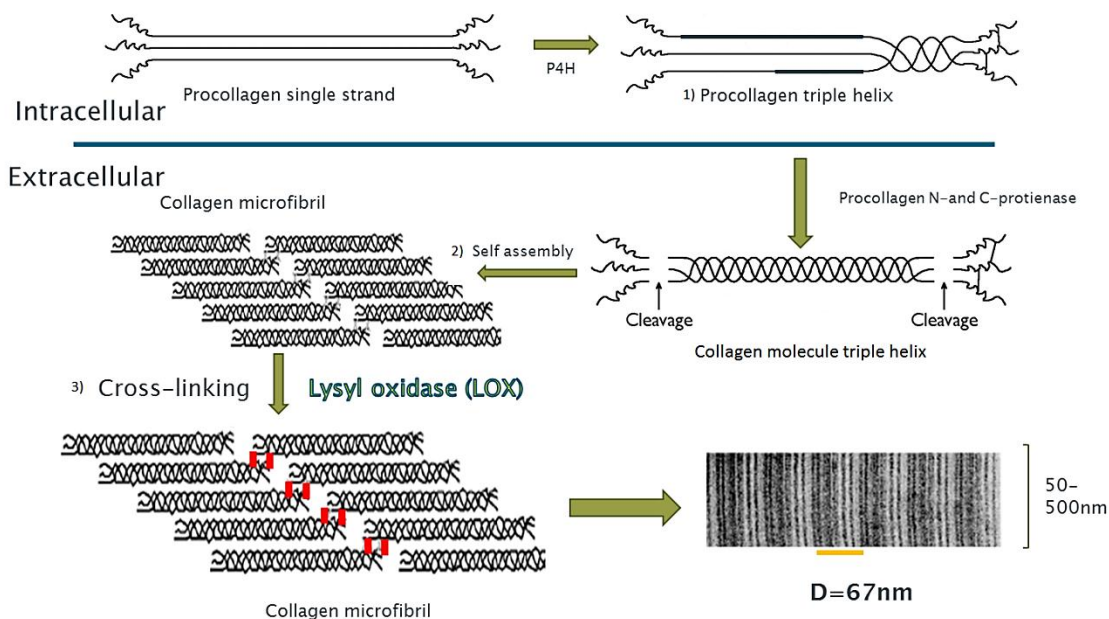 P4H
Procollagen single strand
1) Procollagen triple helix
Intracellular
Extracellular
Collagen microfibril
Procollagen N-and C-protienase
2) Self assembly
Cleavage
Cleavage
Collagen molecule triple helix
3) Cross-linking
Lysyl oxidase (LOX)
50-
500nm
D=67nm
Collagen microfibril